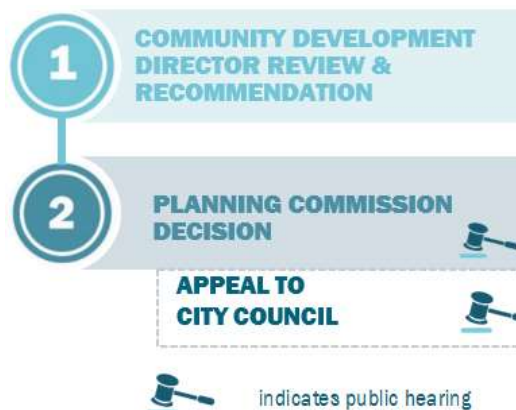 1
COMMUNITY DEVELOPMENT
DIRECTOR REVIEW &
RECOMMENDATION
2
PLANNING COMMISSION
DECISION
APPEAL TO
CITY COUNCIL
indicates public hearing